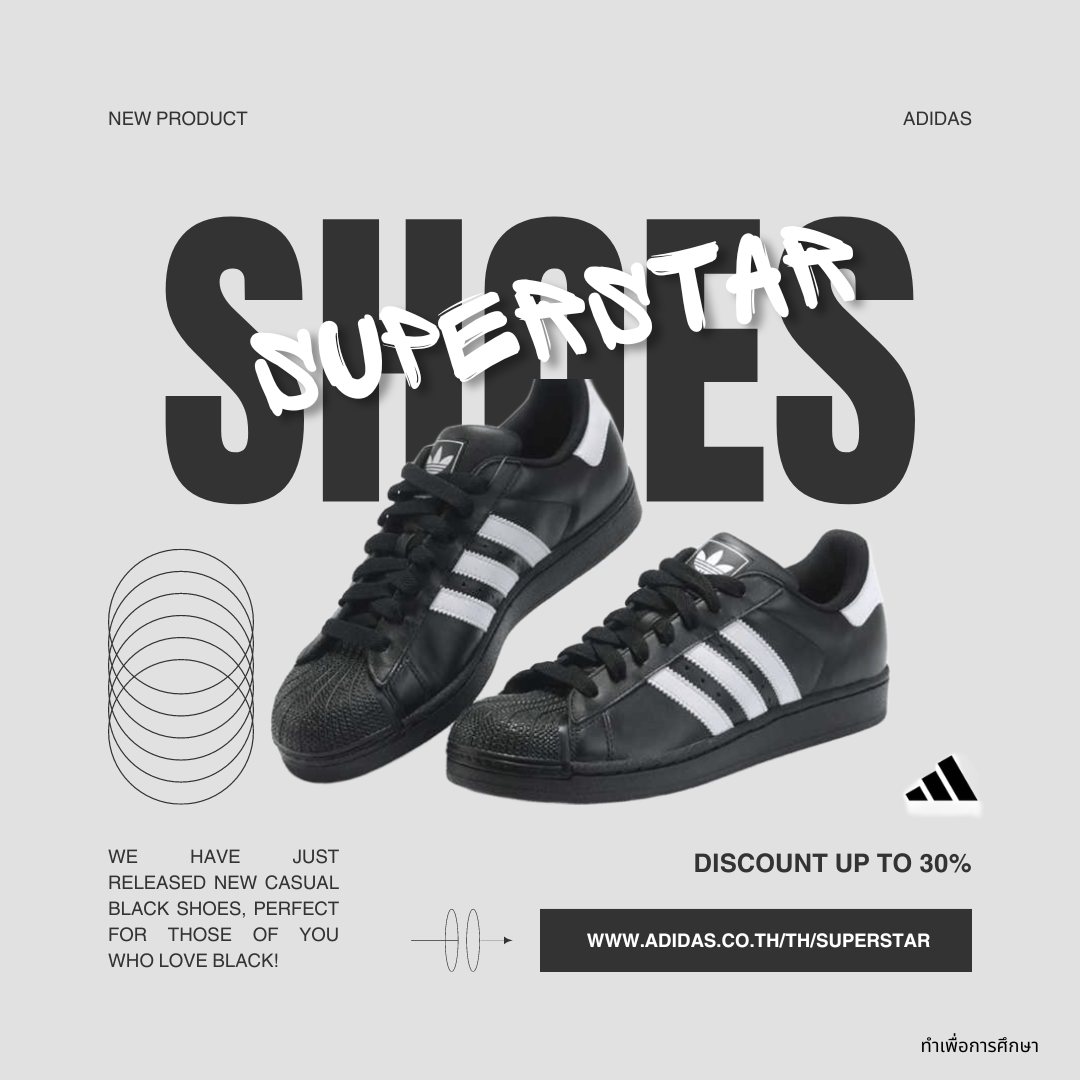 NEW PRODUCT
ADIDAS
SHOES
SUPERSTAR
WE HAVE JUST
RELEASED NEW CASUAL
BLACK SHOES, PERFECT
FOR THOSE OF YOU
WHO LOVE BLACK!
DISCOUNT UP TO 30%
WWW.ADIDAS.CO.TH/TH/SUPERSTAR
ทำเพื่อการศึกษา